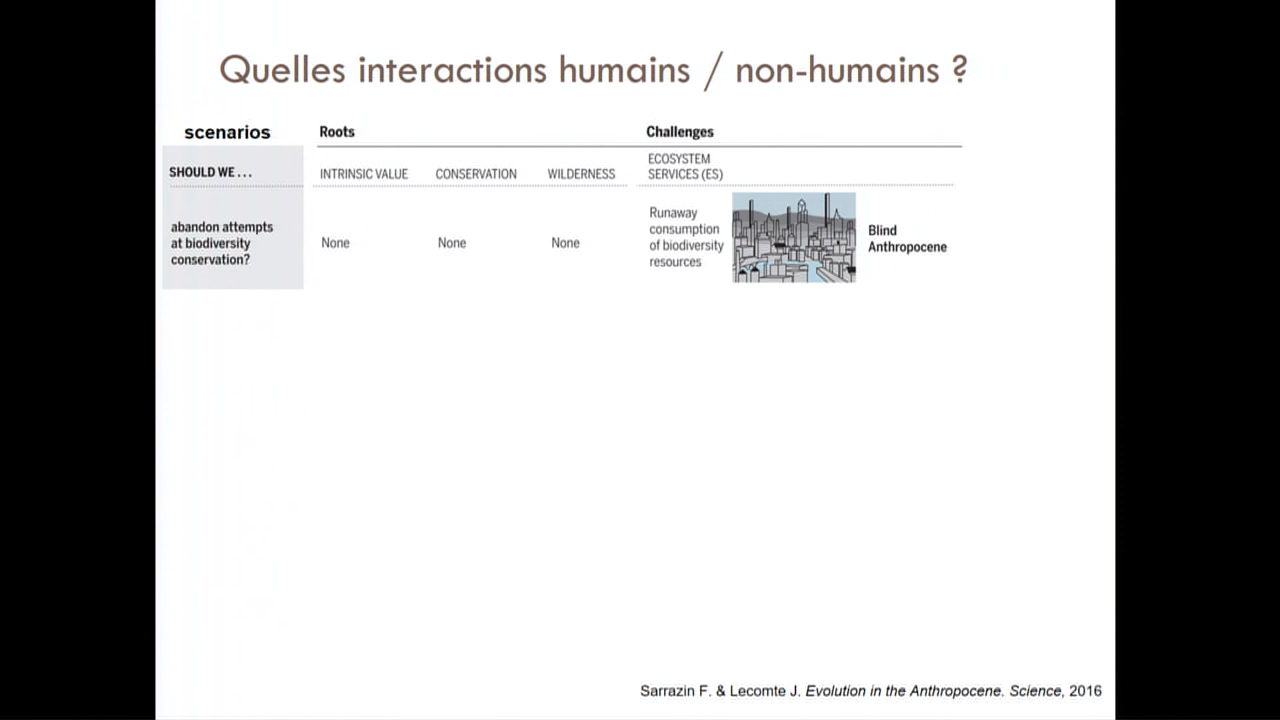 Quelles interactions humains / non-humains ?
scenarios
Roots
Challenges
SHOULD WE . . .
INTRINSIC VALUE
CONSERVATION
WILDERNESS
ECOSYSTEM
SERVICES (ES)
abandon attempts
at biodiversity
conservation?
None
None
None
Runaway
consumption
of biodiversity
resources
Blind
Anthropocene
Sarrazin F. & Lecomte J. Evolution in the Anthropocene. Science, 2016